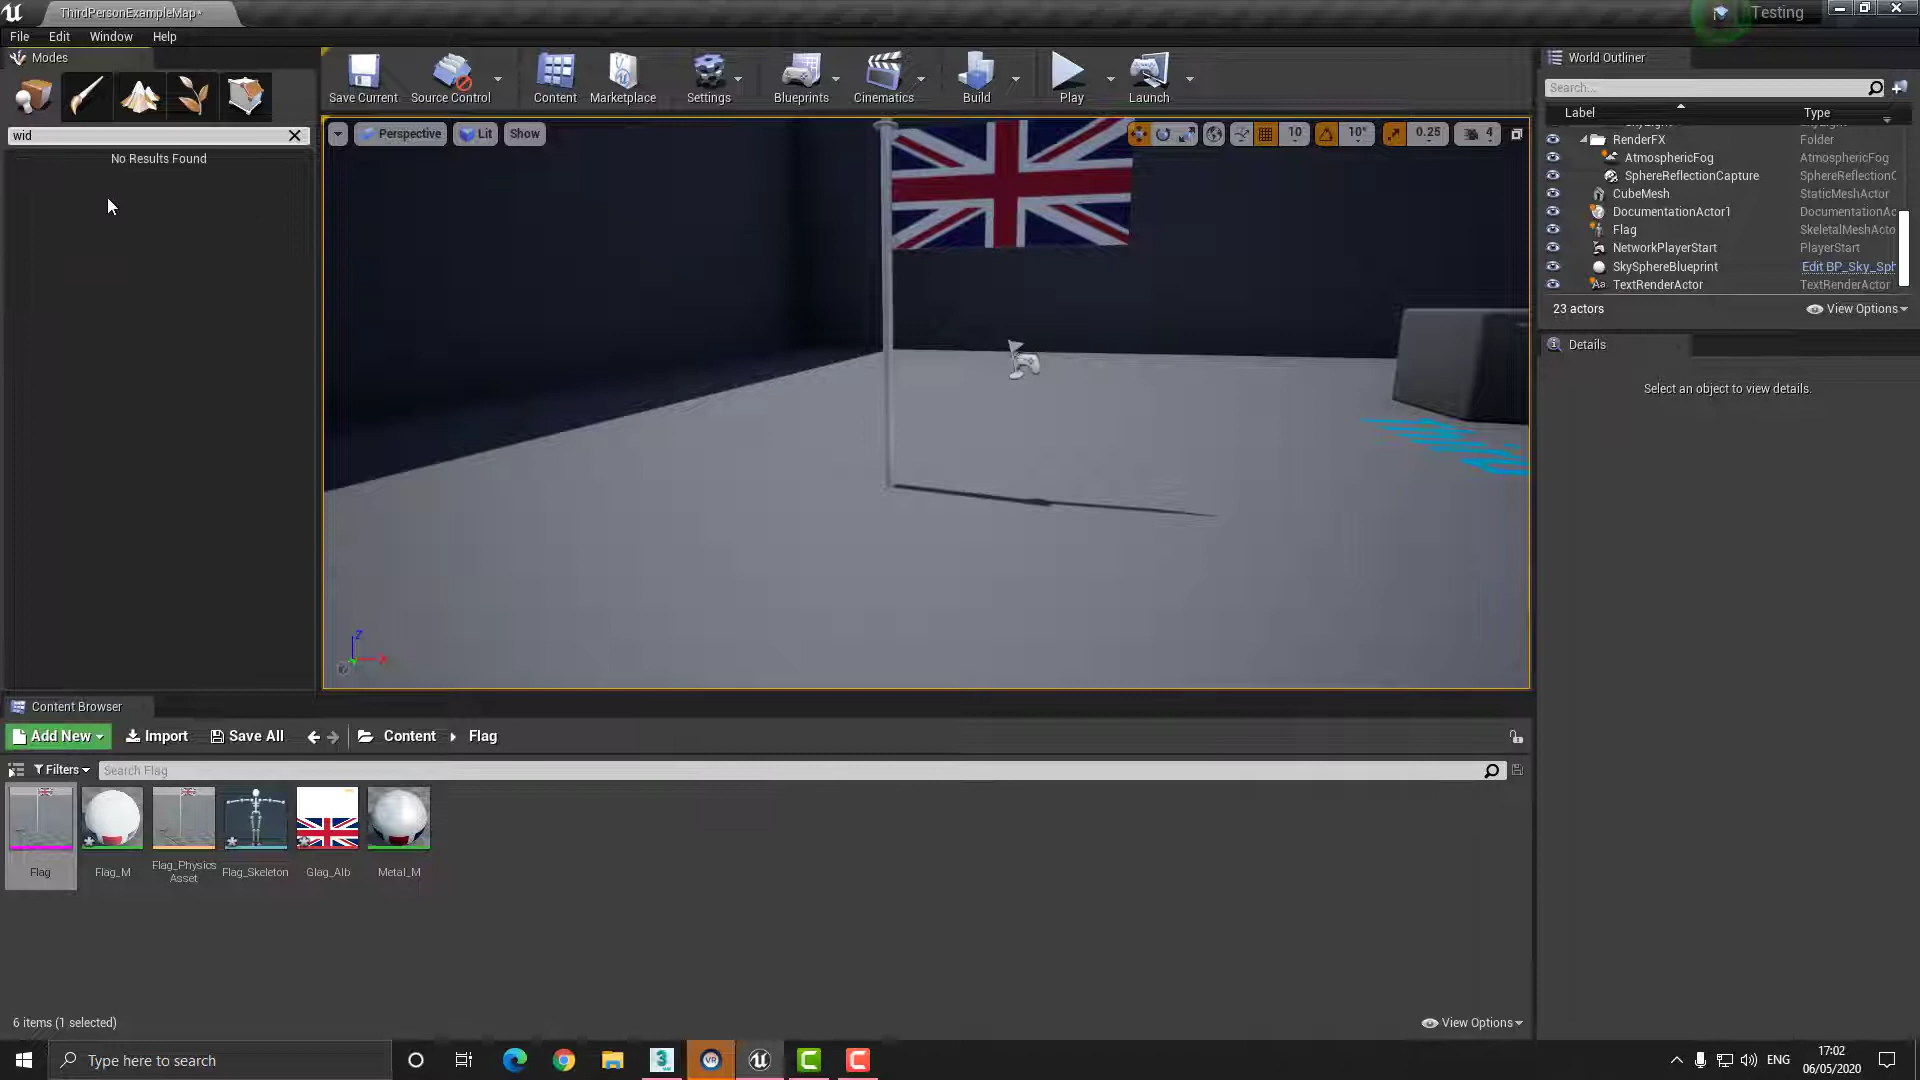 ThirdPersonExampleMap*
Testing
File Edit Window Help
Modes
wid
No Results Found
Save Current
Source Control
Content
Marketplace
Settings
Blueprints
Cinematics
Build
Play
Launch
Perspective
Lit
Show
10
10°
0.25
4
World Outliner
Search...
Label
Type
RenderFX Folder
AtmosphericFog AtmosphericFog
SphereReflectionCapture SphereReflectionC
CubeMesh StaticMeshActor
DocumentationActor1 DocumentationAc
Flag SkeletalMeshActo
NetworkPlayerStart PlayerStart
SkySphereBlueprint Edit BP_Sky_Sph
TextRenderActor TextRenderActor
23 actors
View Options
Details
Select an object to view details.
Z
X
Content Browser
Add New
Import
Save All
Content
Flag
Filters
Search Flag
Flag
Flag_M
Flag_Physics
Asset
Flag_Skeleton
Glag_Alb
Metal_M
6 items (1 selected)
View Options
Type here to search
ENG
17:02
06/05/2020